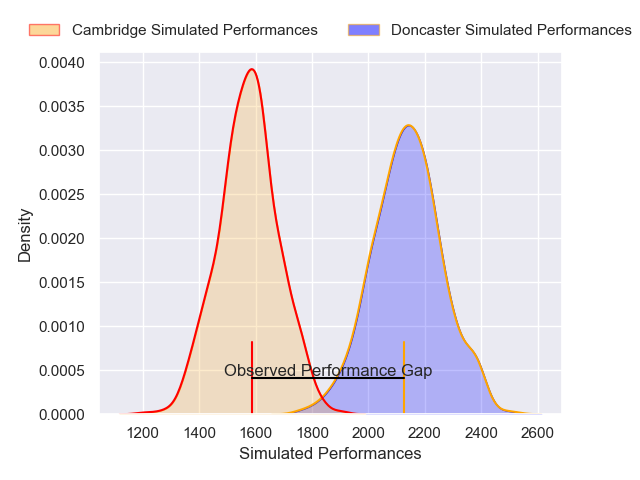 Cambridge Simulated Performances Doncaster Simulated Performances
0.0040
0.0035
0.0030
0.0025
0.0020
0.0015
0.0010
0.0005
0.0000
Density
Observed Performance Gap
1200 1400 1600 1800 2000 2200 2400 2600
Simulated Performances